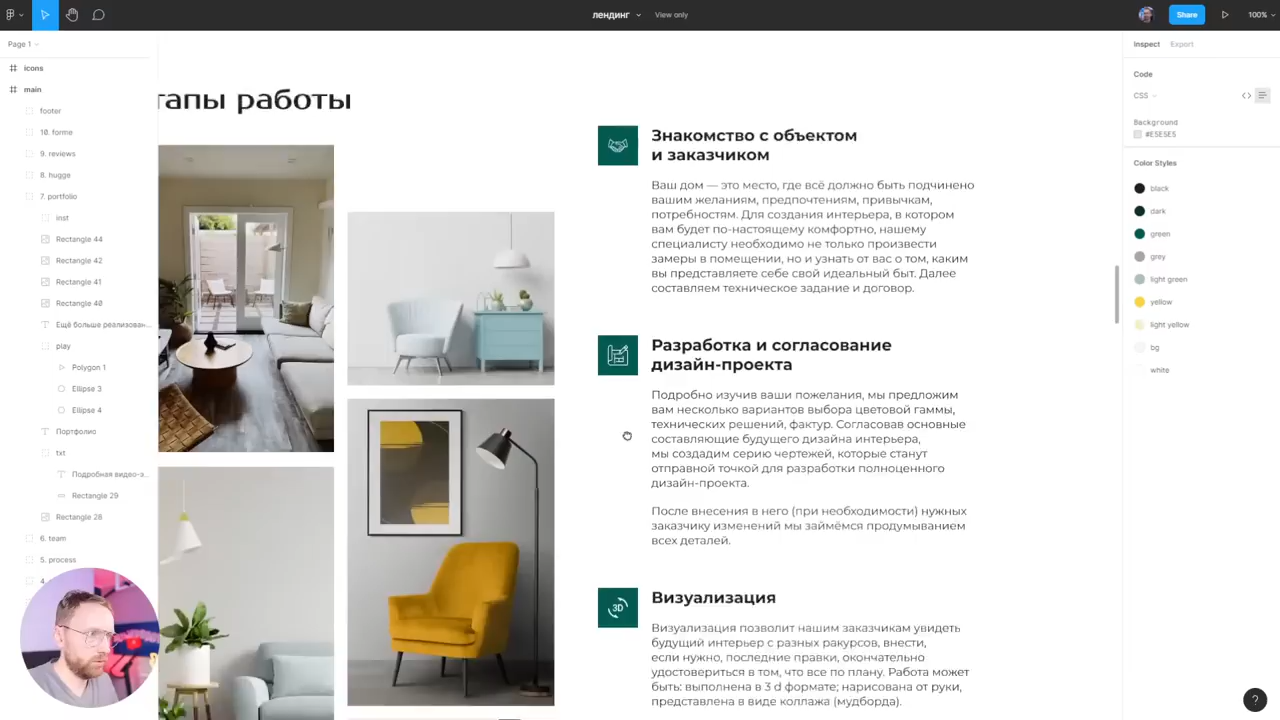 лендинг
View only
Share
100%
Page 1
icons
main
footer
10. forme
9. reviews
8. hugge
7. portfolio
inst
Rectangle 44
Rectangle 42
Rectangle 41
Rectangle 40
Ещё больше реализован...
play
Polygon 1
Ellipse 3
Ellipse 4
Портфолио
txt
Подробная видео-э...
Rectangle 29
Rectangle 28
6. team
5. process
4.
тапы работы
Знакомство с объектом
и заказчиком
Ваш дом — это место, где всё должно быть подчинено
вашим желаниям, предпочтениям, привычкам,
потребностям. Для создания интерьера, в котором
вам будет по-настоящему комфортно, нашему
специалисту необходимо не только произвести
замеры в помещении, но и узнать от вас о том, каким
вы представляете себе свой идеальный быт. Далее
составляем техническое задание и договор.
Разработка и согласование
дизайн-проекта
Подробно изучив ваши пожелания, мы предложим
вам несколько вариантов выбора цветовой гаммы,
технических решений, фактур. Согласовав основные
составляющие будущего дизайна интерьера,
мы создадим серию чертежей, которые станут
отправной точкой для разработки полноценного
дизайн-проекта.
После внесения в него (при необходимости) нужных
заказчику изменений мы займёмся продумыванием
всех деталей.
3D
Визуализация
Визуализация позволит нашим заказчикам увидеть
будущий интерьер с разных ракурсов, внести,
если нужно, последние правки, окончательно
удостовериться в том, что все по плану. Работа может
быть: выполнена в 3 d формате; нарисована от руки,
представлена в виде коллажа (мудборда).
Inspect
Export
Code
CSS
Background
#E5E5E5
Color Styles
black
dark
green
grey
light green
yellow
light yellow
bg
white
?